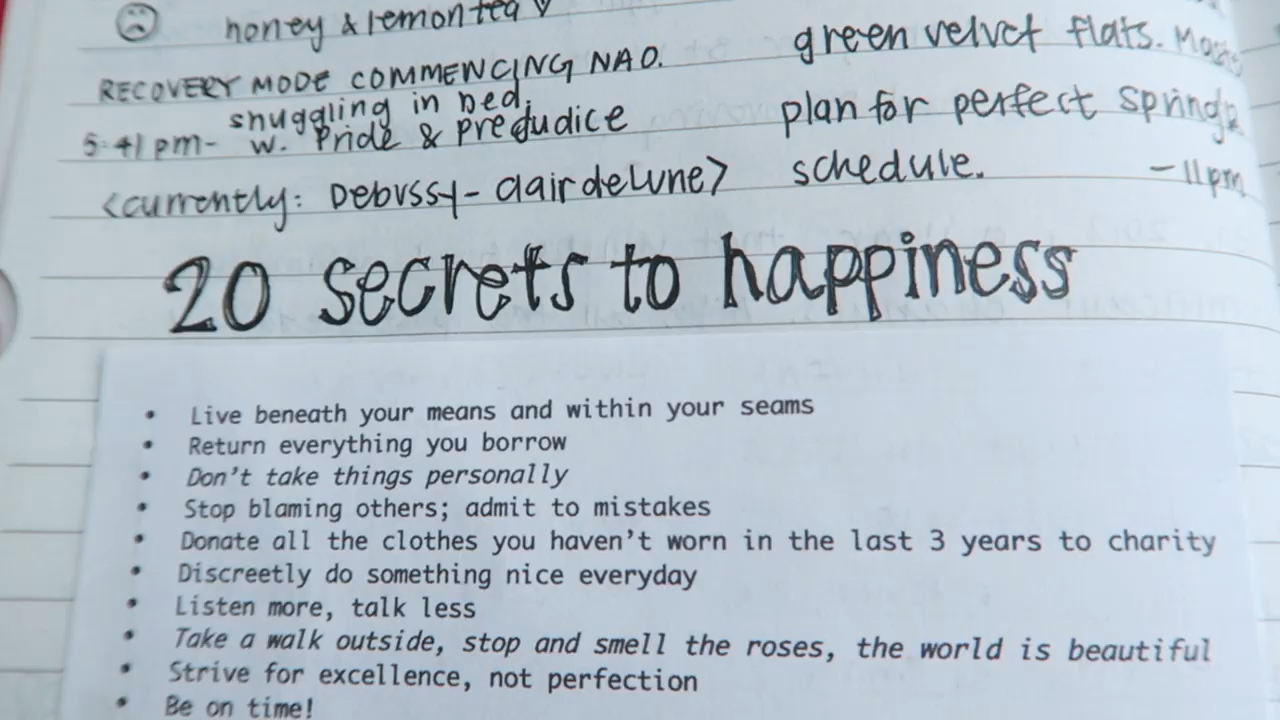 honey & lemon tea
RECOVERY MODE COMMENCING NAO.
snuggling in bed,
5:41 pm- w. Pride & prejudice
<currently: DEBUSSY- clair de lune>
green velvet flats.
plan for perfect spring
schedule.
-11pm
20 secrets to happiness
• Live beneath your means and within your seams
• Return everything you borrow
• Don't take things personally
• Stop blaming others; admit to mistakes
• Donate all the clothes you haven't worn in the last 3 years to charity
• Discreetly do something nice everyday
• Listen more, talk less
• Take a walk outside, stop and smell the roses, the world is beautiful
• Strive for excellence, not perfection
• Be on time!